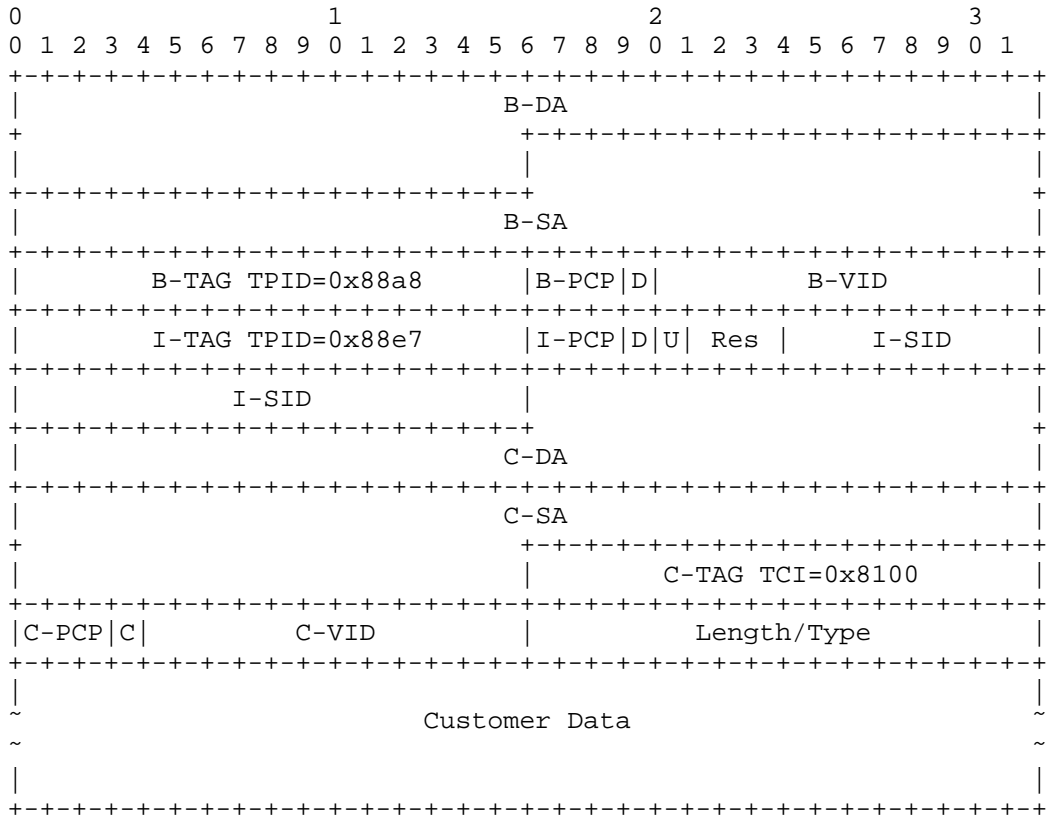 0                   1                   2                   3
0 1 2 3 4 5 6 7 8 9 0 1 2 3 4 5 6 7 8 9 0 1 2 3 4 5 6 7 8 9 0 1
+-+-+-+-+-+-+-+-+-+-+-+-+-+-+-+-+-+-+-+-+-+-+-+-+-+-+-+-+-+-+-+-+
|                              B-DA                             |
+                               +-+-+-+-+-+-+-+-+-+-+-+-+-+-+-+-+
|                               |                               |
+-+-+-+-+-+-+-+-+-+-+-+-+-+-+-+-+                               +
|                              B-SA                             |
+-+-+-+-+-+-+-+-+-+-+-+-+-+-+-+-+-+-+-+-+-+-+-+-+-+-+-+-+-+-+-+-+
|        B-TAG TPID=0x88a8      |B-PCP|D|         B-VID         |
+-+-+-+-+-+-+-+-+-+-+-+-+-+-+-+-+-+-+-+-+-+-+-+-+-+-+-+-+-+-+-+-+
|        I-TAG TPID=0x88e7      |I-PCP|D|U| Res |     I-SID     |
+-+-+-+-+-+-+-+-+-+-+-+-+-+-+-+-+-+-+-+-+-+-+-+-+-+-+-+-+-+-+-+-+
|             I-SID             |                               |
+-+-+-+-+-+-+-+-+-+-+-+-+-+-+-+-+                               +
|                              C-DA                             |
+-+-+-+-+-+-+-+-+-+-+-+-+-+-+-+-+-+-+-+-+-+-+-+-+-+-+-+-+-+-+-+-+
|                              C-SA                             |
+                               +-+-+-+-+-+-+-+-+-+-+-+-+-+-+-+-+
|                               |        C-TAG TCI=0x8100       |
+-+-+-+-+-+-+-+-+-+-+-+-+-+-+-+-+-+-+-+-+-+-+-+-+-+-+-+-+-+-+-+-+
|C-PCP|C|         C-VID         |          Length/Type          |
+-+-+-+-+-+-+-+-+-+-+-+-+-+-+-+-+-+-+-+-+-+-+-+-+-+-+-+-+-+-+-+-+
|                                                               |
~                         Customer Data                         ~
~                                                               ~
|                                                               |
+-+-+-+-+-+-+-+-+-+-+-+-+-+-+-+-+-+-+-+-+-+-+-+-+-+-+-+-+-+-+-+-+